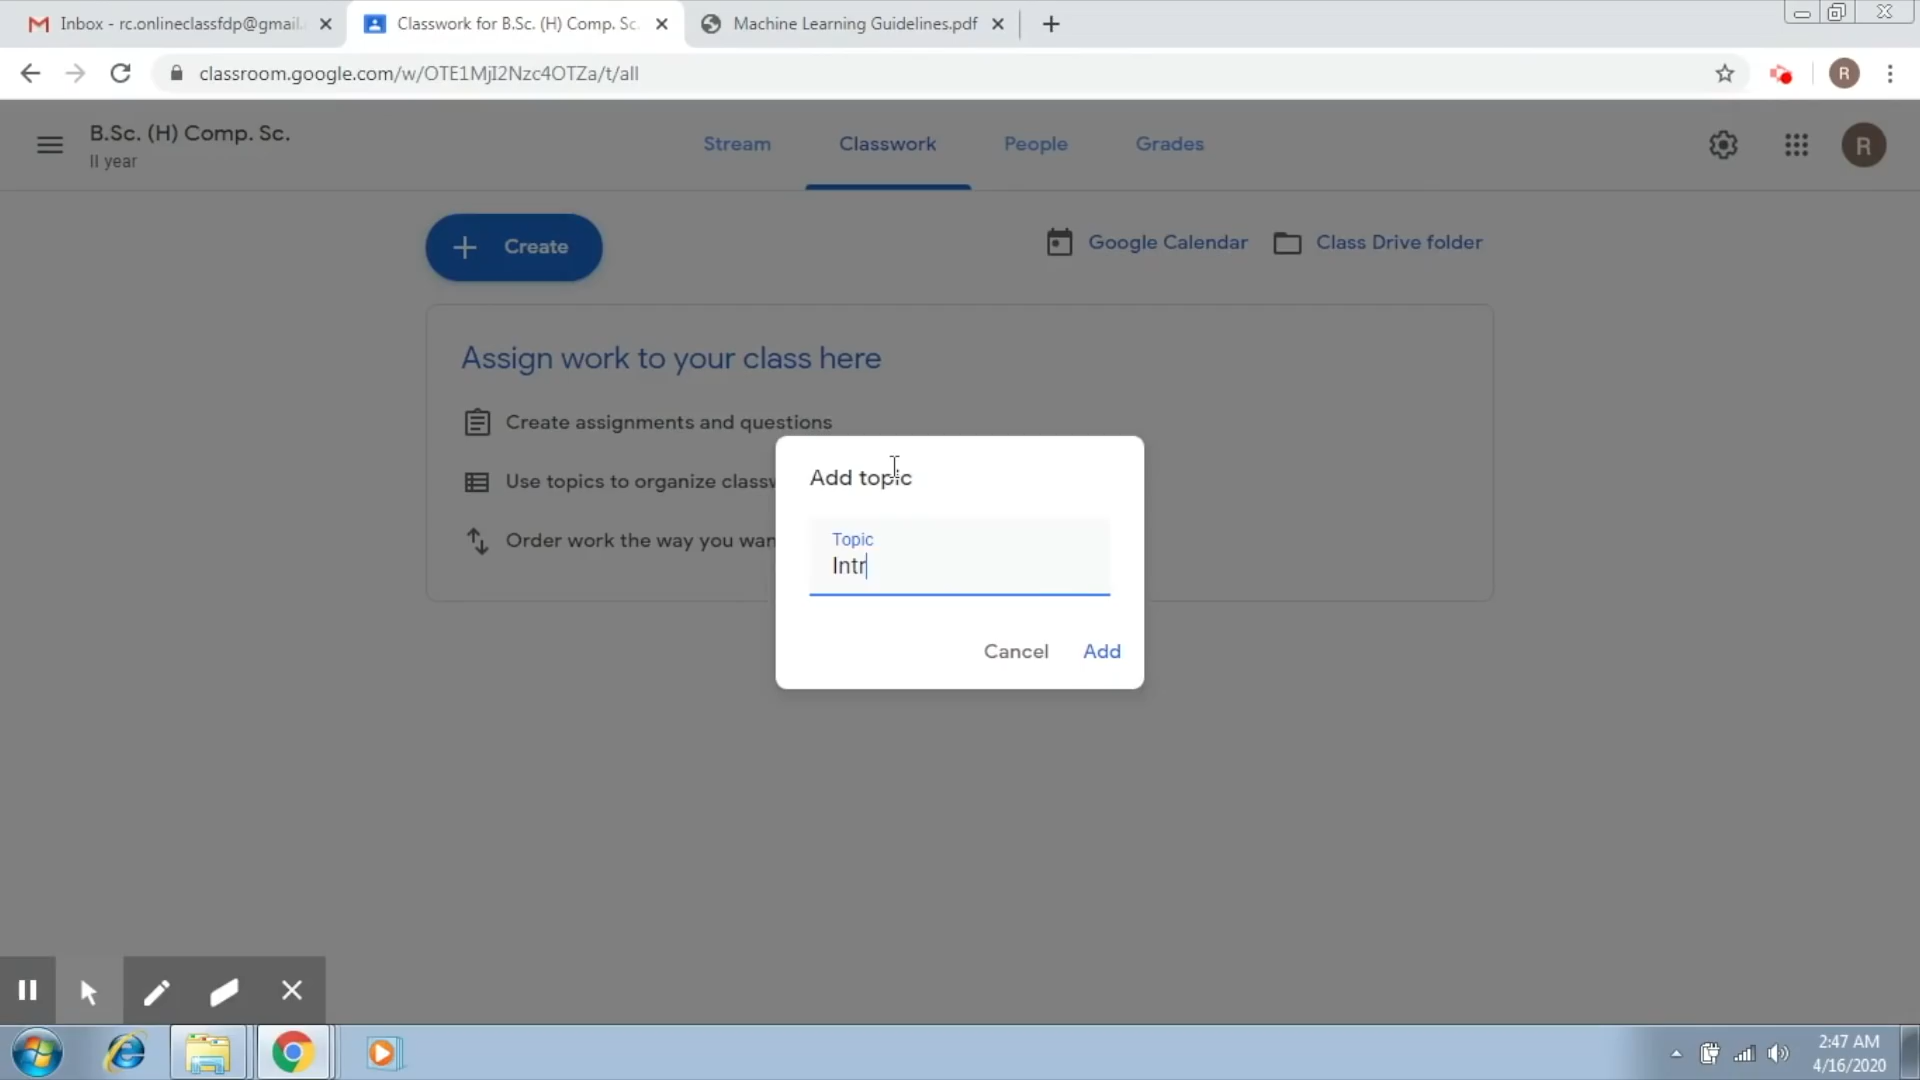 Inbox - rc.onlineclassfdp@gmail.
Classwork for B.Sc. (H) Comp. Sc.
Machine Learning Guidelines.pdf
classroom.google.com/w/OTE1MjI2Nzc4OTZa/t/all
R
B.Sc. (H) Comp. Sc.
II year
Stream
Classwork
People
Grades
R
Create
Google Calendar
Class Drive folder
Assign work to your class here
Create assignments and questions
Use topics to organize classw
Order work the way you wan
Add topic
Topic
Intr
Cancel
Add
2:47 AM
4/16/2020